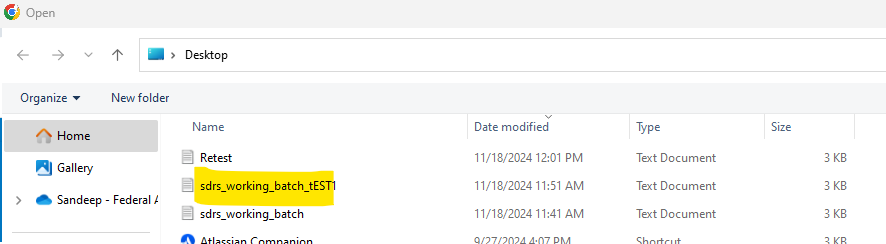 Open
Desktop
Organize New folder
Name Date modified Type Size
Home
Gallery
Sandeep - Federal A
Retest 11/18/2024 12:01 PM Text Document 3 KB
sdrs_working_batch_tEST1 11/18/2024 11:51 AM Text Document 3 KB
sdrs_working_batch 11/18/2024 11:41 AM Text Document 3 KB
Atlassian Companion 9/27/2024 4:07 PM Shortcut 3 KB